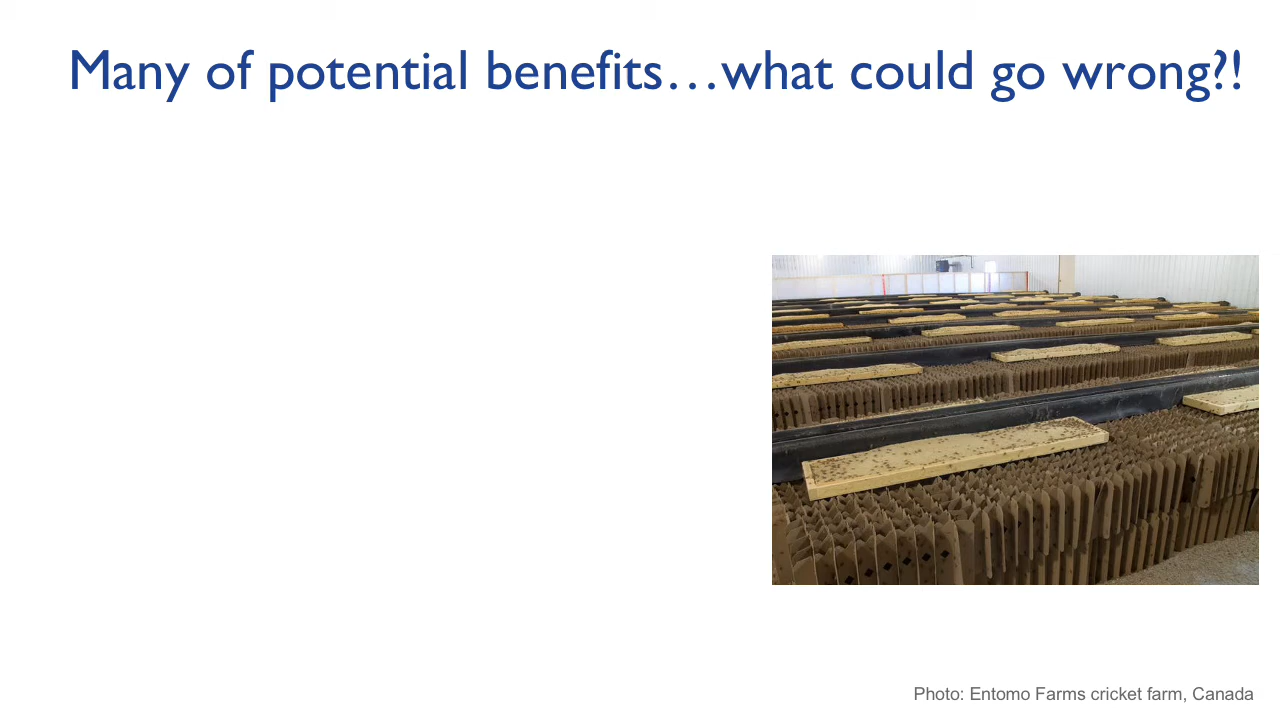 Many of potential benefits…what could go wrong?!
Photo: Entomo Farms cricket farm, Canada